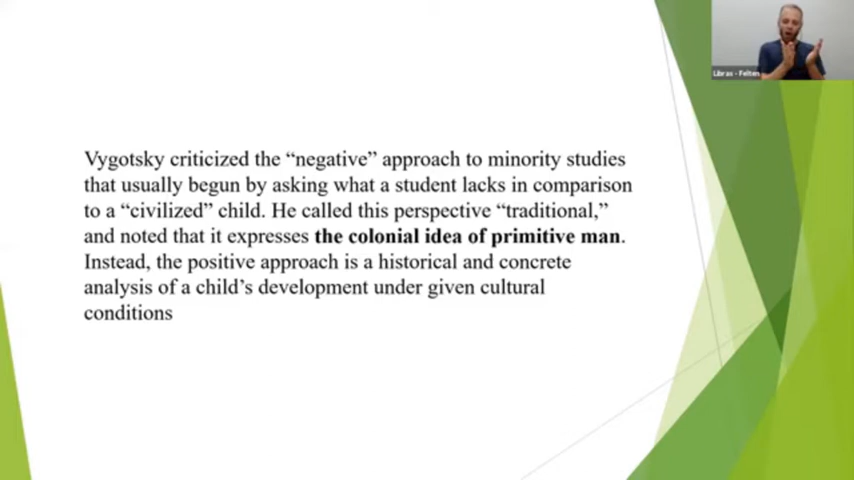 Vygotsky criticized the “negative” approach to minority studies
that usually begun by asking what a student lacks in comparison
to a “civilized” child. He called this perspective “traditional,”
and noted that it expresses the colonial idea of primitive man.
Instead, the positive approach is a historical and concrete
analysis of a child’s development under given cultural
conditions
Libras - Feltes